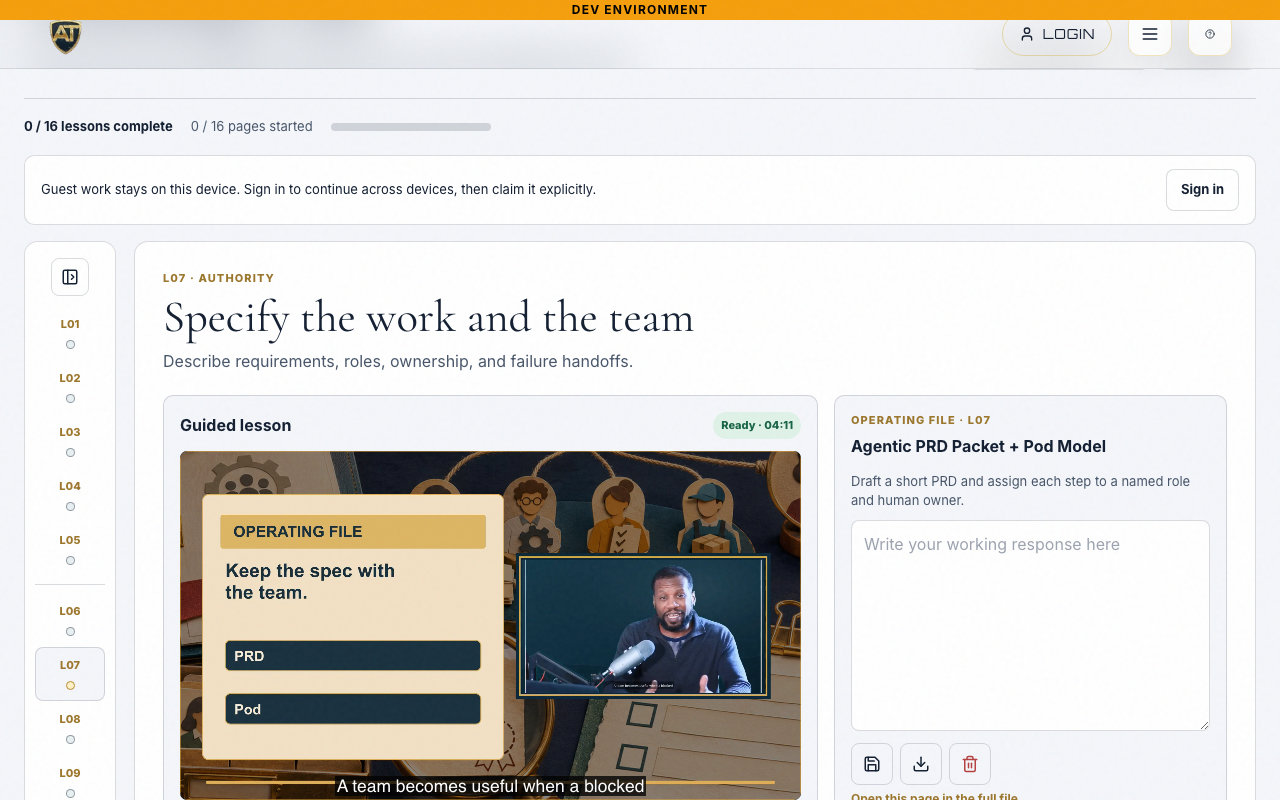 DEV ENVIRONMENT
AT
LOGIN
0 / 16 lessons complete
0 / 16 pages started
Guest work stays on this device. Sign in to continue across devices, then claim it explicitly.
Sign in
L01
L02
L03
L04
L05
L06
L07
L08
L09
L07 · AUTHORITY
Specify the work and the team
Describe requirements, roles, ownership, and failure handoffs.
Guided lesson
Ready · 04:11
OPERATING FILE
Keep the spec with
the team.
PRD
Pod
A team becomes useful when a blocked
OPERATING FILE · L07
Agentic PRD Packet + Pod Model
Draft a short PRD and assign each step to a named role
and human owner.
Write your working response here
Open this page in the full file